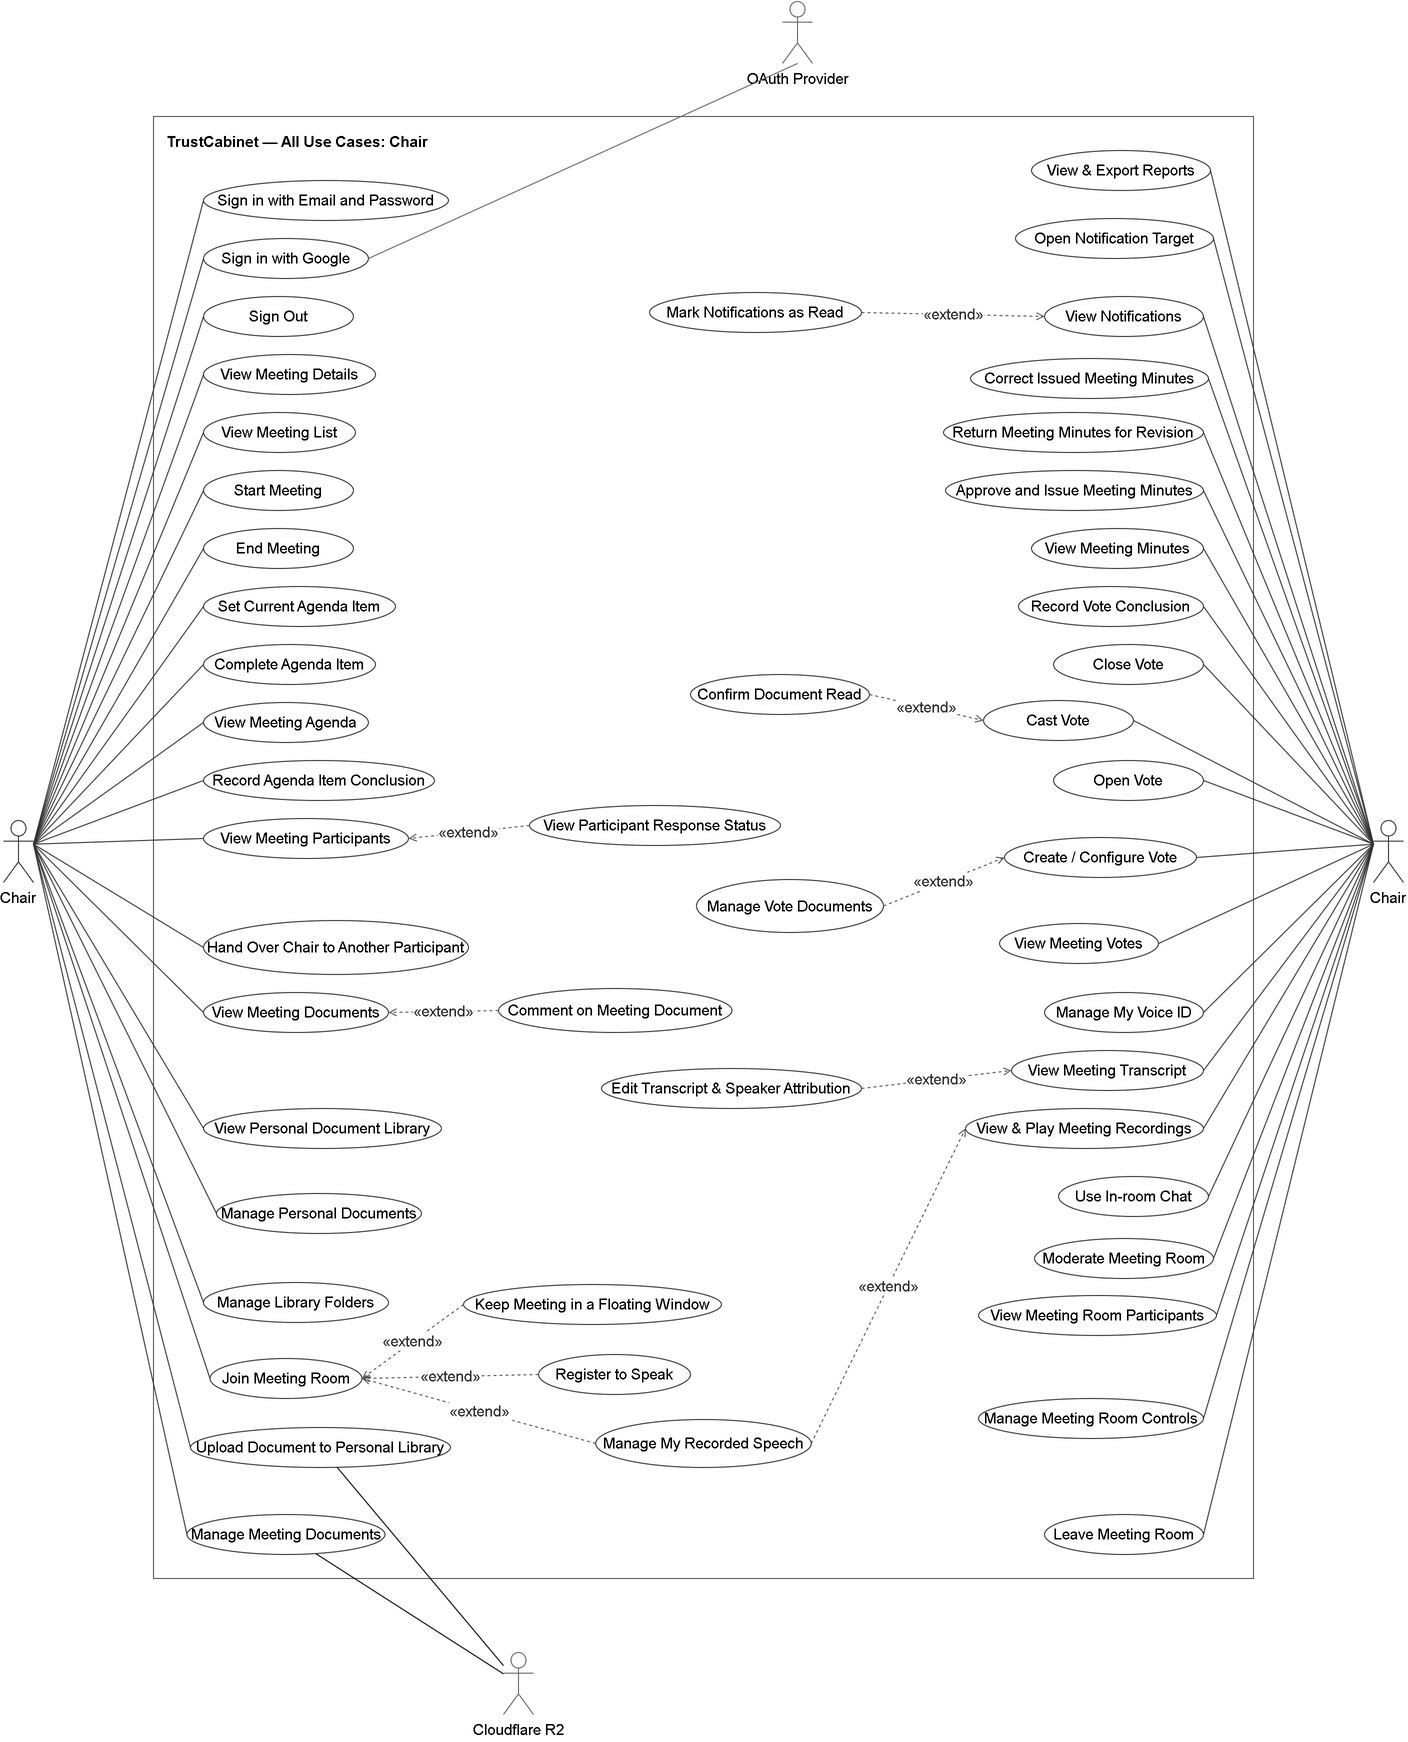 OAuth Provider
TrustCabinet — All Use Cases: Chair
View & Export Reports
Sign in with Email and Password
Open Notification Target
Sign in with Google
Mark Notifications as Read
«extend»
View Notifications
Sign Out
View Meeting Details
Correct Issued Meeting Minutes
View Meeting List
Return Meeting Minutes for Revision
Start Meeting
Approve and Issue Meeting Minutes
End Meeting
View Meeting Minutes
Set Current Agenda Item
Record Vote Conclusion
Complete Agenda Item
Close Vote
Confirm Document Read
«extend»
Cast Vote
View Meeting Agenda
Record Agenda Item Conclusion
Open Vote
View Meeting Participants
«extend»
View Participant Response Status
Create / Configure Vote
«extend»
Manage Vote Documents
Chair
Chair
Hand Over Chair to Another Participant
View Meeting Votes
View Meeting Documents
«extend»
Comment on Meeting Document
Manage My Voice ID
Edit Transcript & Speaker Attribution
«extend»
View Meeting Transcript
View Personal Document Library
View & Play Meeting Recordings
Use In-room Chat
Manage Personal Documents
Moderate Meeting Room
«extend»
Manage Library Folders
Keep Meeting in a Floating Window
View Meeting Room Participants
«extend»
Join Meeting Room
«extend»
Register to Speak
«extend»
Manage Meeting Room Controls
Upload Document to Personal Library
Manage My Recorded Speech
Manage Meeting Documents
Leave Meeting Room
Cloudflare R2